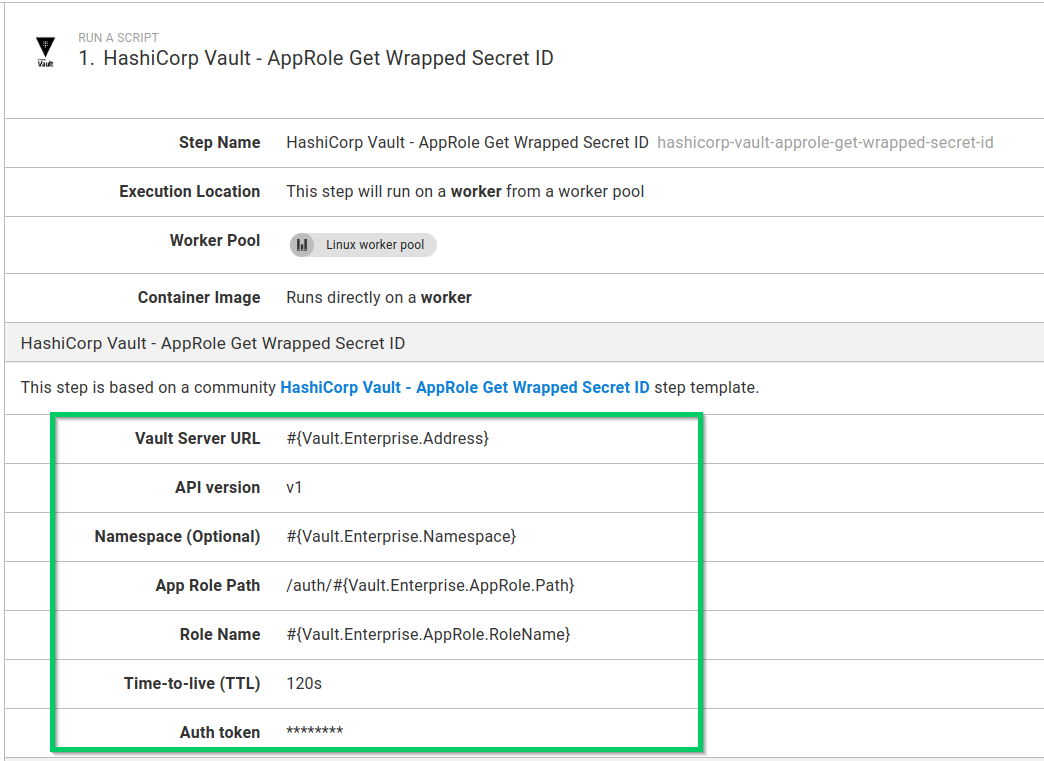 RUN A SCRIPT
Vault
1. HashiCorp Vault - AppRole Get Wrapped Secret ID
Step Name HashiCorp Vault - AppRole Get Wrapped Secret ID hashicorp-vault-approle-get-wrapped-secret-id
Execution Location This step will run on a worker from a worker pool
Worker Pool Linux worker pool
Container Image Runs directly on a worker
HashiCorp Vault - AppRole Get Wrapped Secret ID
This step is based on a community HashiCorp Vault - AppRole Get Wrapped Secret ID step template.
Vault Server URL #{Vault.Enterprise.Address}
API version v1
Namespace (Optional) #{Vault.Enterprise.Namespace}
App Role Path /auth/#{Vault.Enterprise.AppRole.Path}
Role Name #{Vault.Enterprise.AppRole.RoleName}
Time-to-live (TTL) 120s
Auth token ********